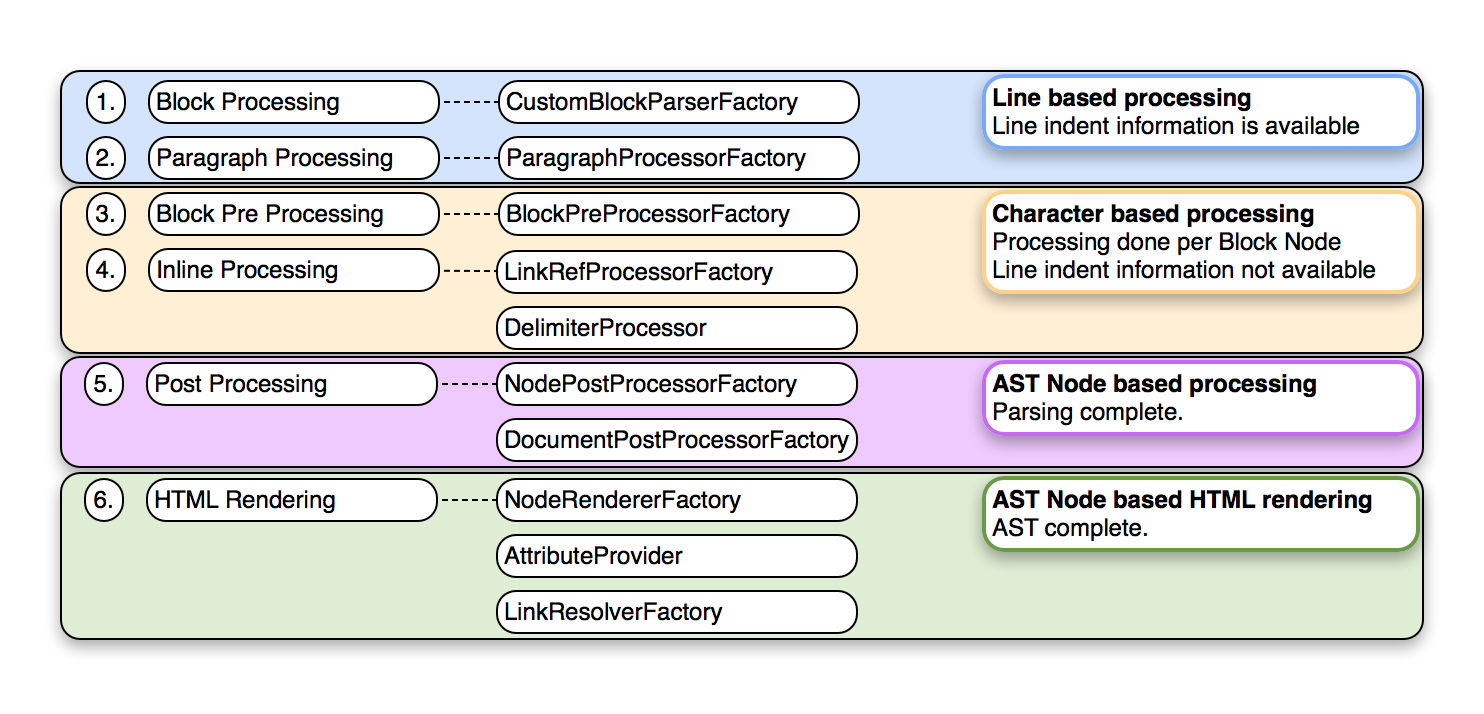 1.
Block Processing
CustomBlockParserFactory
Line based processing
Line indent information is available
2.
Paragraph Processing
ParagraphProcessorFactory
3.
Block Pre Processing
BlockPreProcessorFactory
Character based processing
Processing done per Block Node
Line indent information not available
4.
Inline Processing
LinkRefProcessorFactory
DelimiterProcessor
5.
Post Processing
NodePostProcessorFactory
AST Node based processing
Parsing complete.
DocumentPostProcessorFactory
6.
HTML Rendering
NodeRendererFactory
AST Node based HTML rendering
AST complete.
AttributeProvider
LinkResolverFactory